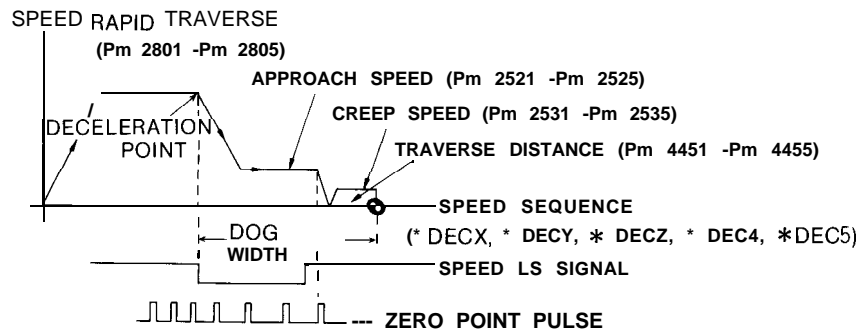 SPEED RAPID TRAVERSE
(Pm 2801 -Pm 2805)
APPROACH SPEED (Pm 2521 -Pm 2525)
CREEP SPEED (Pm 2531 -Pm 2535)
DECELERATION
POINT
TRAVERSE DISTANCE (Pm 4451 -Pm 4455)
SPEED SEQUENCE
DOG
WIDTH
(* DECX, * DECY, * DECZ, * DEC4, *DEC5)
SPEED LS SIGNAL
--- ZERO POINT PULSE